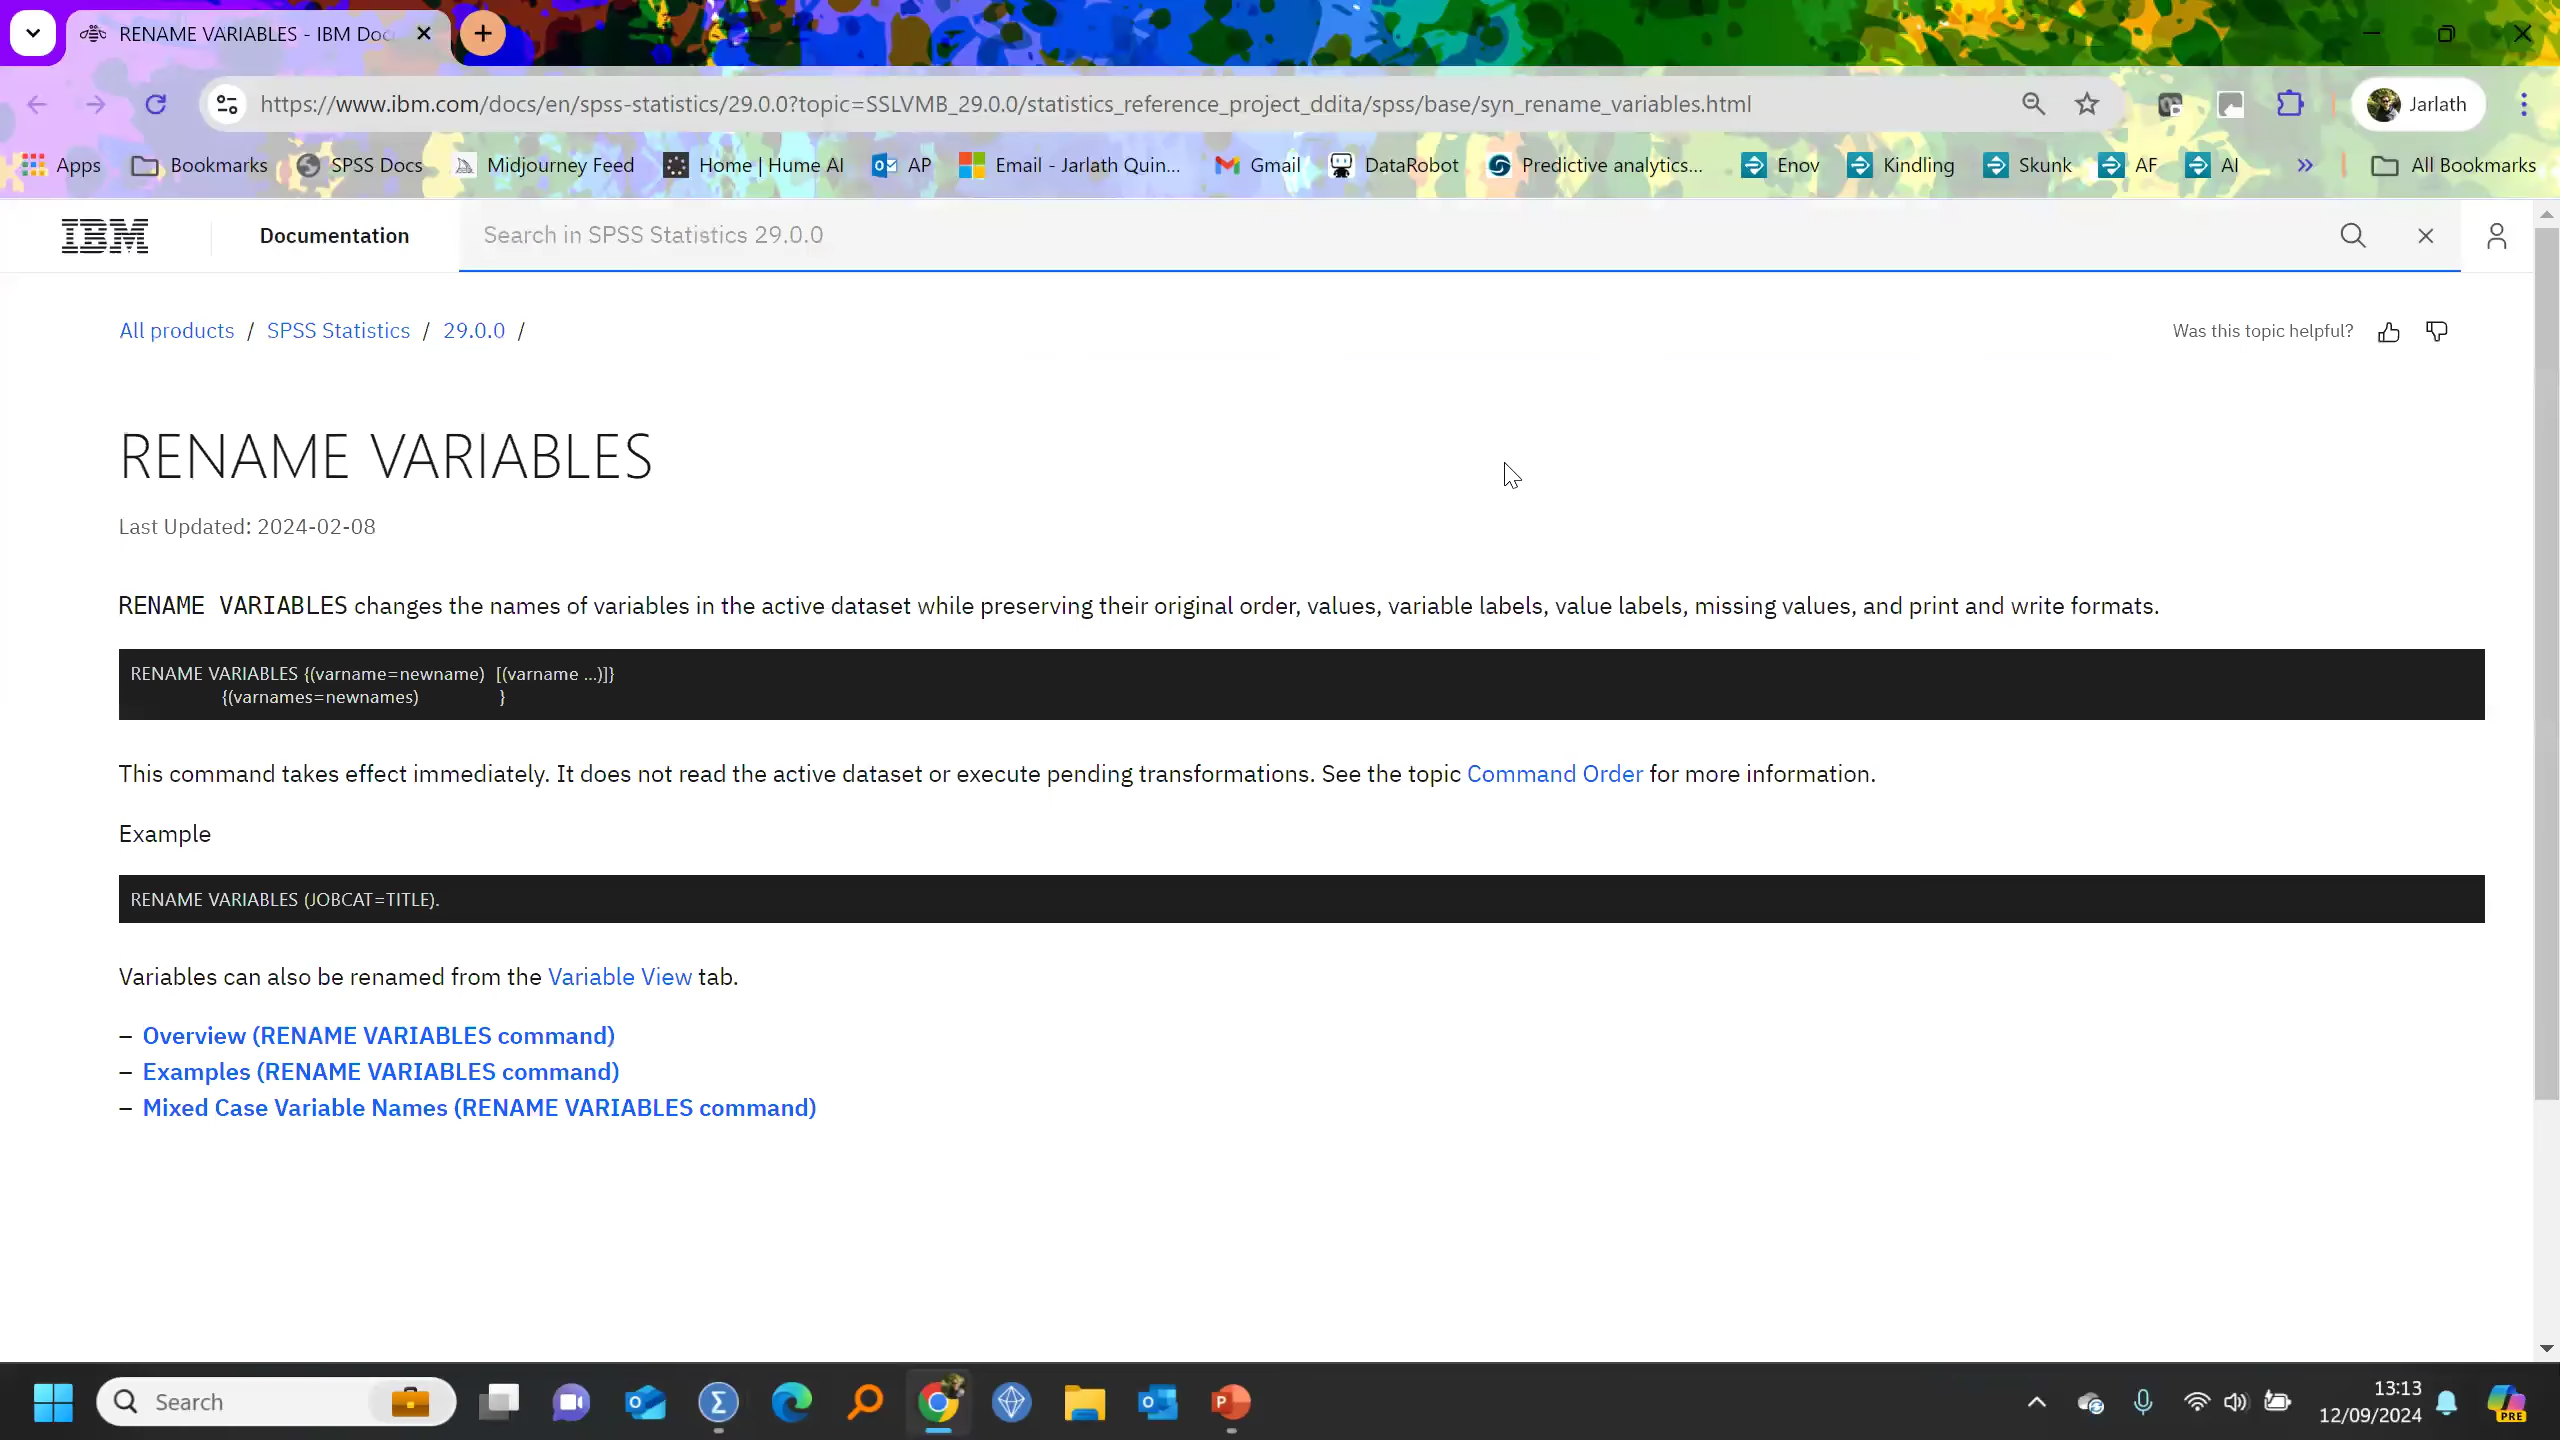 RENAME VARIABLES - IBM Doc
https://www.ibm.com/docs/en/spss-statistics/29.0.0?topic=SSLVMB_29.0.0/statistics_reference_project_ddita/spss/base/syn_rename_variables.html
Jarlath
Apps
Bookmarks
SPSS Docs
Midjourney Feed
Home | Hume AI
AP
Email - Jarlath Quin...
Gmail
DataRobot
Predictive analytics...
Enov
Kindling
Skunk
AF
AI
»
All Bookmarks
IBM
Documentation
Search in SPSS Statistics 29.0.0
All products / SPSS Statistics / 29.0.0 /
Was this topic helpful?
RENAME VARIABLES
Last Updated: 2024-02-08
RENAME VARIABLES changes the names of variables in the active dataset while preserving their original order, values, variable labels, value labels, missing values, and print and write formats.
RENAME VARIABLES {(varname=newname) [(varname ...)]}
{(varnames=newnames) }
This command takes effect immediately. It does not read the active dataset or execute pending transformations. See the topic Command Order for more information.
Example
RENAME VARIABLES (JOBCAT=TITLE).
Variables can also be renamed from the Variable View tab.
– Overview (RENAME VARIABLES command)
– Examples (RENAME VARIABLES command)
– Mixed Case Variable Names (RENAME VARIABLES command)
Search
13:13
12/09/2024
PRE